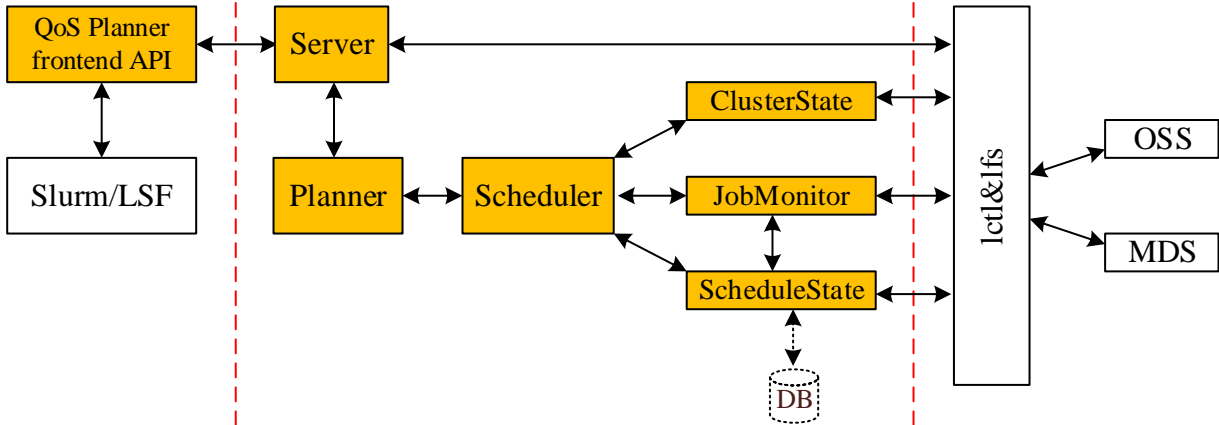 QoS Planner
frontend API
Server
ClusterState
Slurm/LSF
Planner
Scheduler
JobMonitor
ScheduleState
DB
lctl&lfs
OSS
MDS